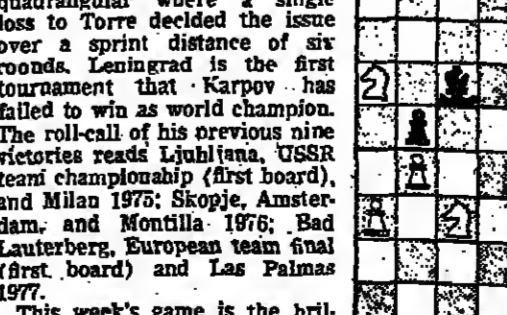 quadrangular where a single
loss to Torre decided the issue
over a sprint distance of six
rounds. Leningrad is the first
tournament that Karpov has
failed to win as world champion.
The roll-call of his previous nine
victories reads Ljubljana, USSR
team championship (first board),
and Milan 1975; Skopje, Amster-
dam, and Montilla 1976; Bad
Lauterberg, European team final
(first board) and Las Palmas
1977.
This week's game is the bril-